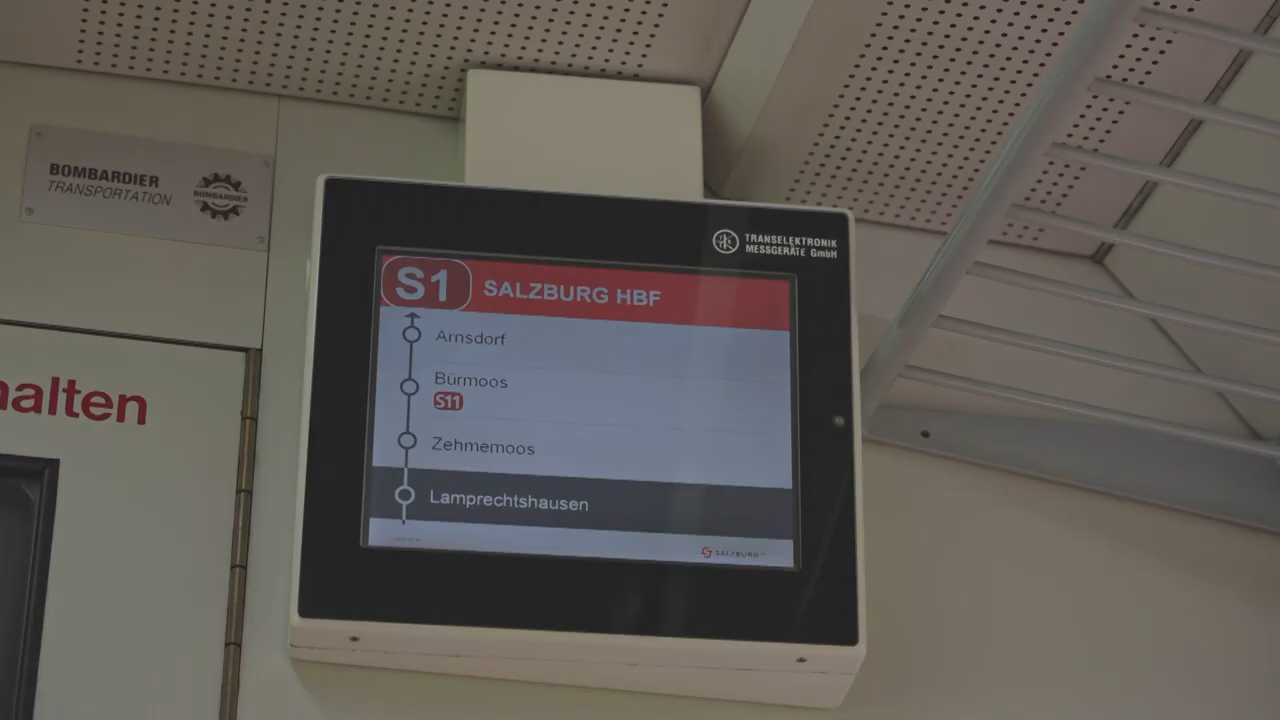 BOMBARDIER
TRANSPORTATION
BOMBARDIER
TRANSELEKTRONIK
MESSGERÄTE GmbH
S1 SALZBURG HBF
Arnsdorf
Bürmoos
S11
Zehmemoos
Lamprechtshausen
SALZBURG
halten